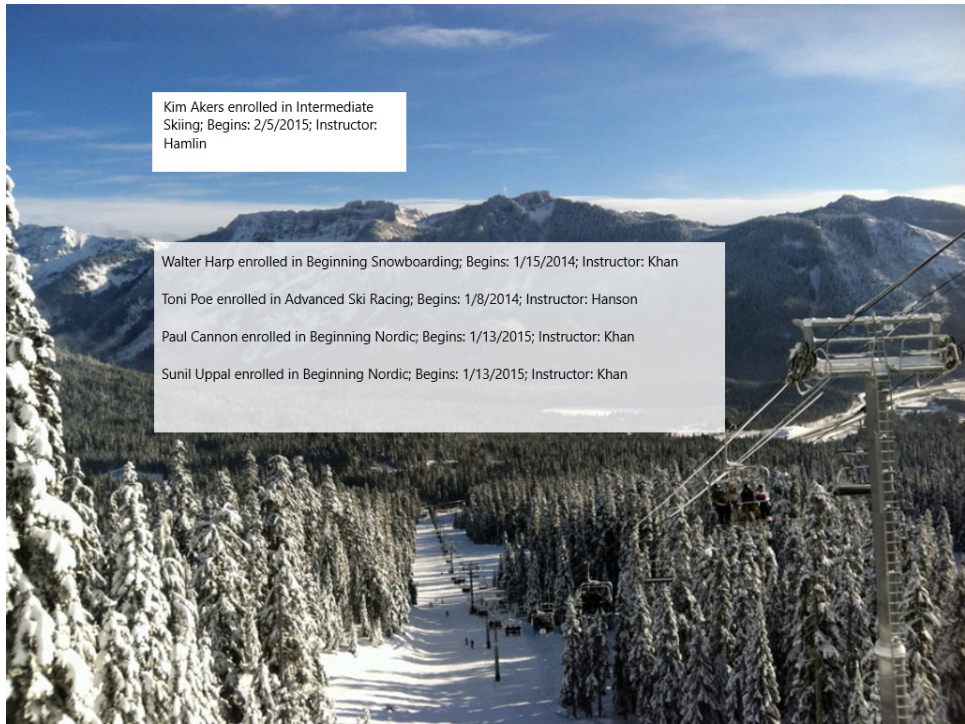 Kim Akers enrolled in Intermediate
Skiing; Begins: 2/5/2015; Instructor:
Hamlin
Walter Harp enrolled in Beginning Snowboarding; Begins: 1/15/2014; Instructor: Khan
Toni Poe enrolled in Advanced Ski Racing; Begins: 1/8/2014; Instructor: Hanson
Paul Cannon enrolled in Beginning Nordic; Begins: 1/13/2015; Instructor: Khan
Sunil Uppal enrolled in Beginning Nordic; Begins: 1/13/2015; Instructor: Khan